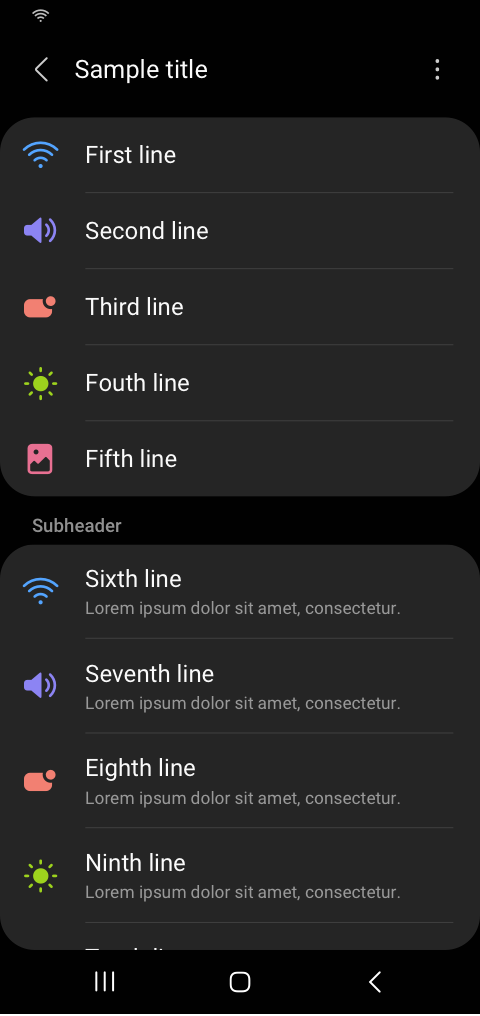 Sample title
First line
Second line
Third line
Fouth line
Fifth line
Subheader
Sixth line
Lorem ipsum dolor sit amet, consectetur.
Seventh line
Lorem ipsum dolor sit amet, consectetur.
Eighth line
Lorem ipsum dolor sit amet, consectetur.
Ninth line
Lorem ipsum dolor sit amet, consectetur.